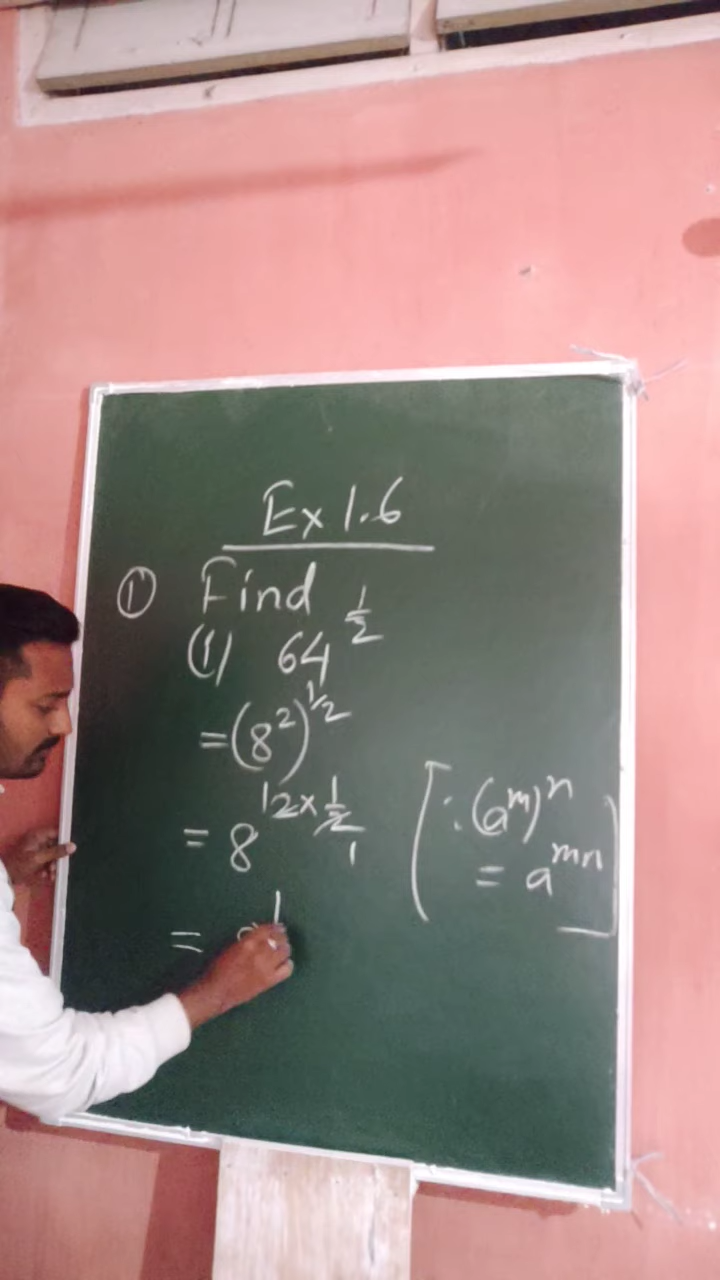 Ex 1.6
① Find
(i) 64^(1/2)
= (8²)^(1/2)
= 8^(2×1/2) [∵ (a^m)^n
= a^(mn)]
=